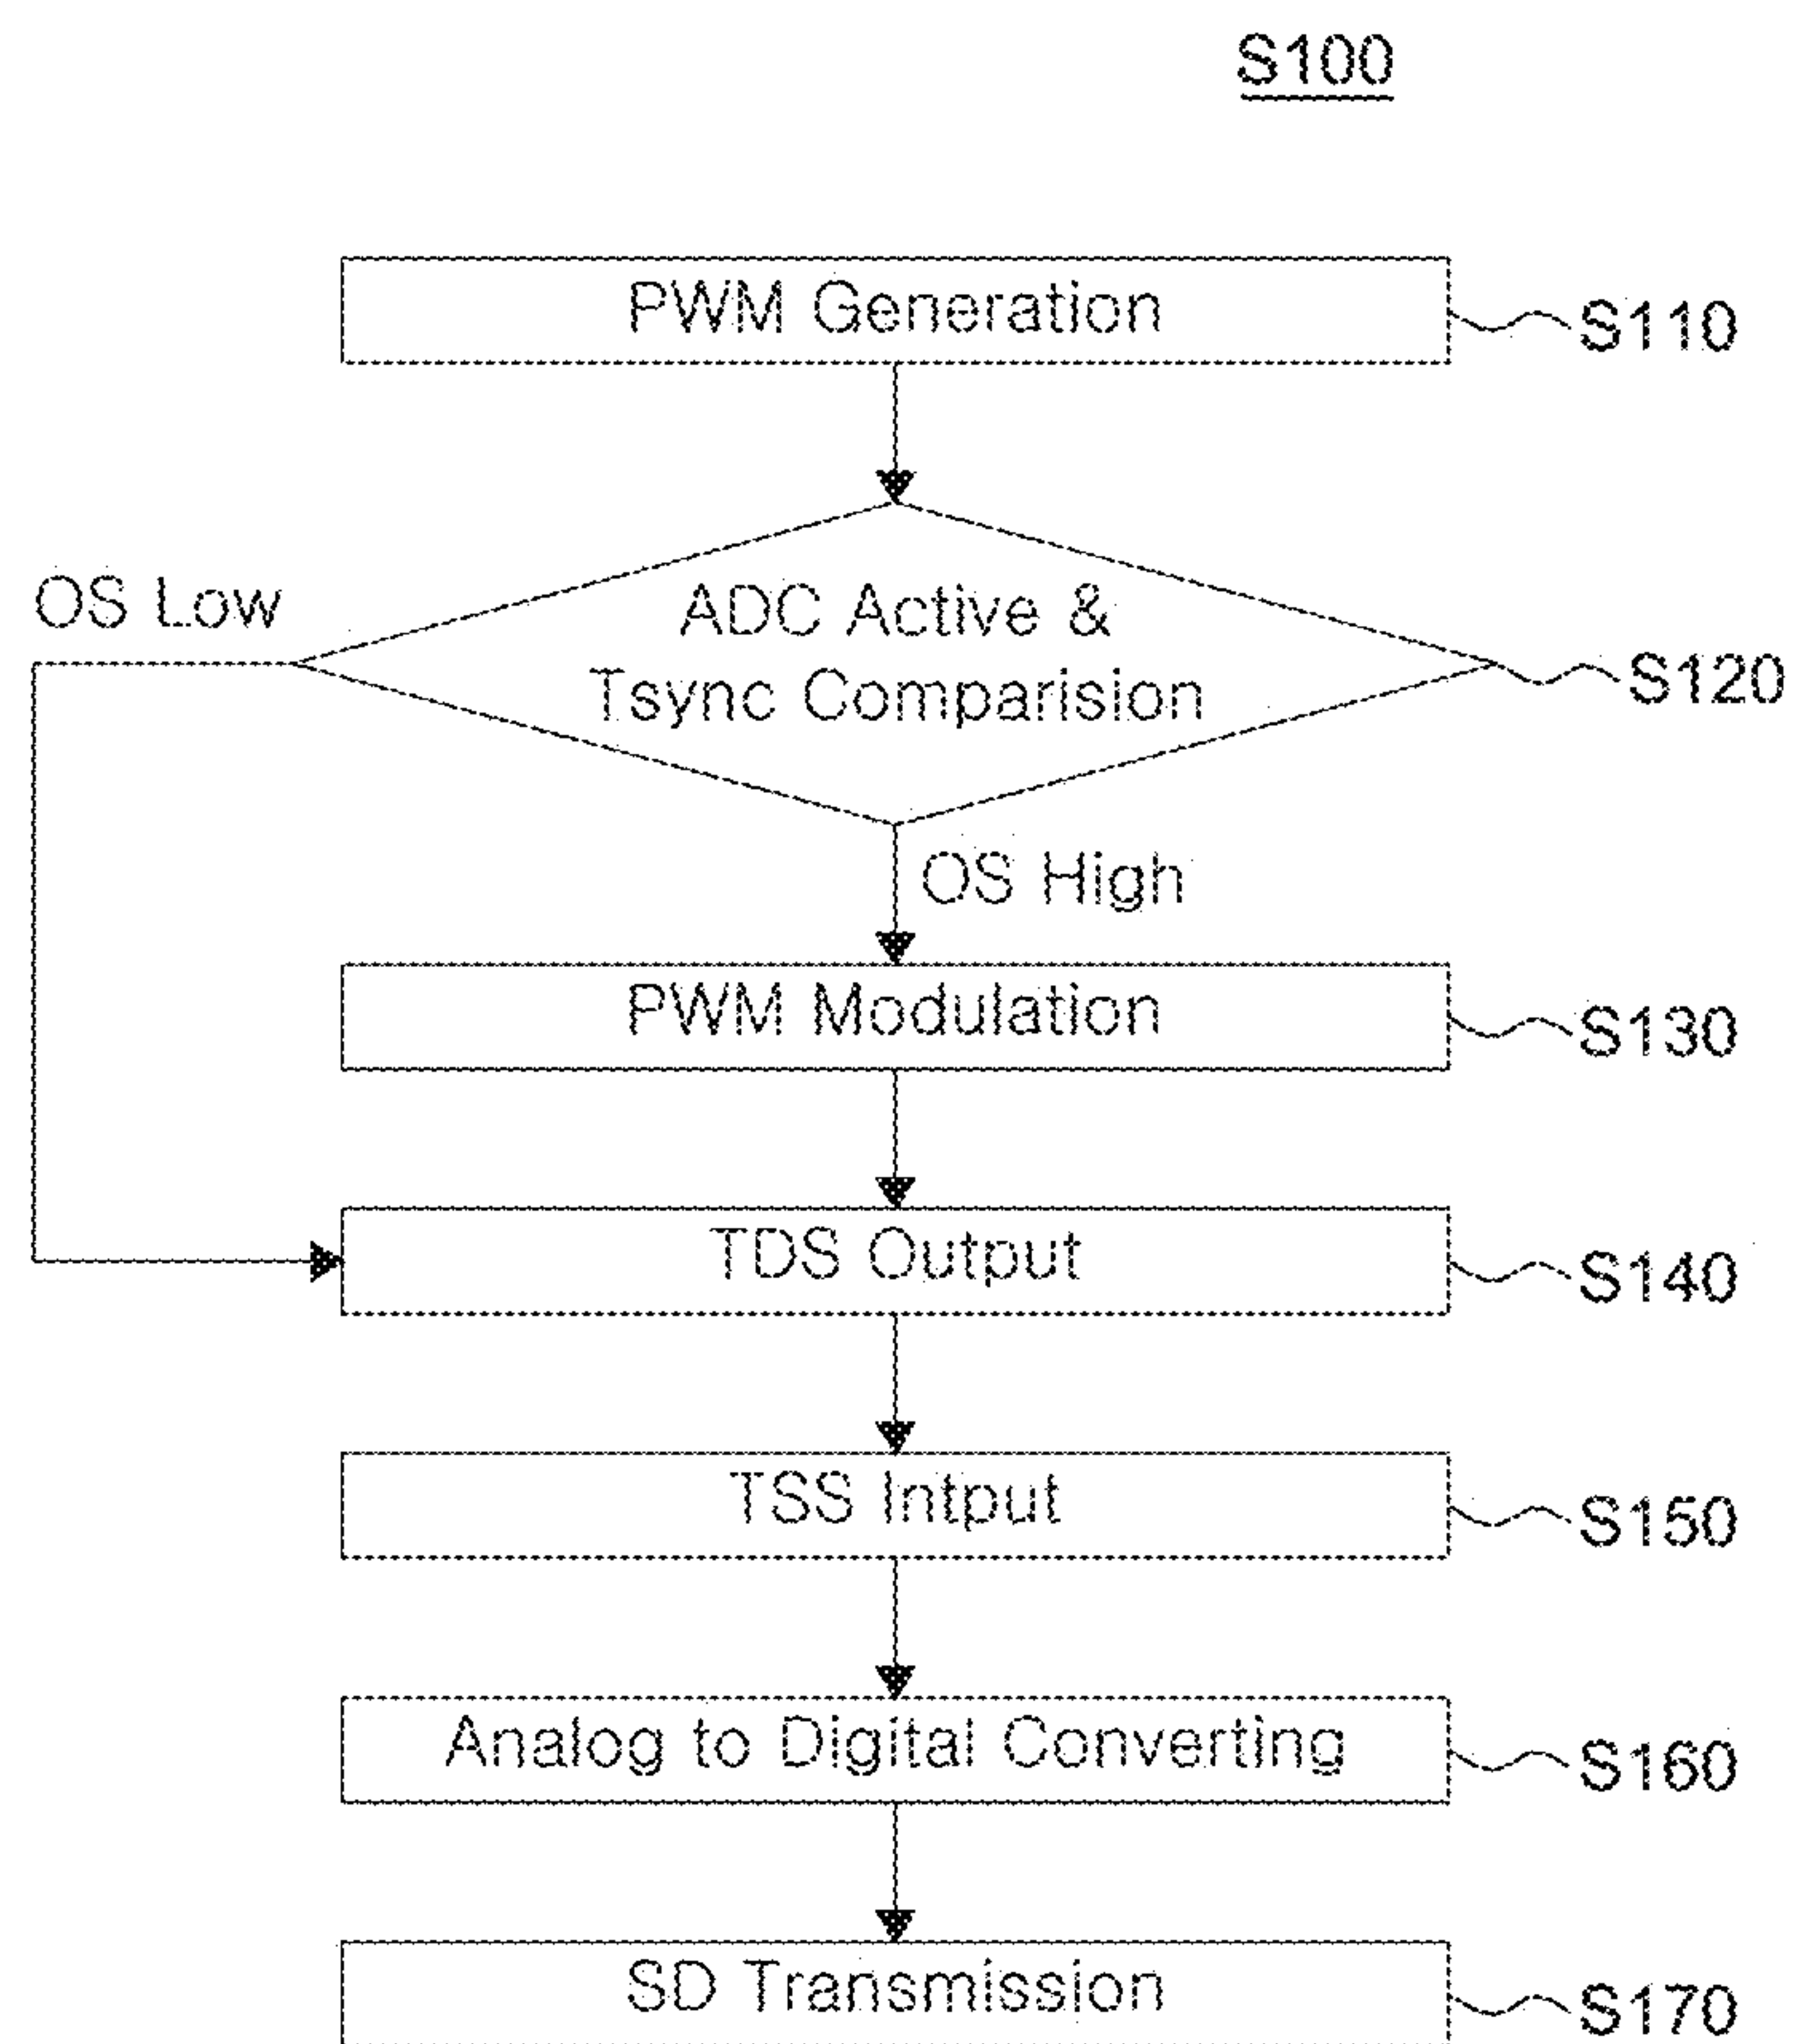 S100
PWM Generation
S110
OS Low
ADC Active &
Tsync Comparision
S120
OS High
PWM Modulation
S130
TDS Output
S140
TSS Intput
S150
Analog to Digital Converting
S160
SD Transmission
S170